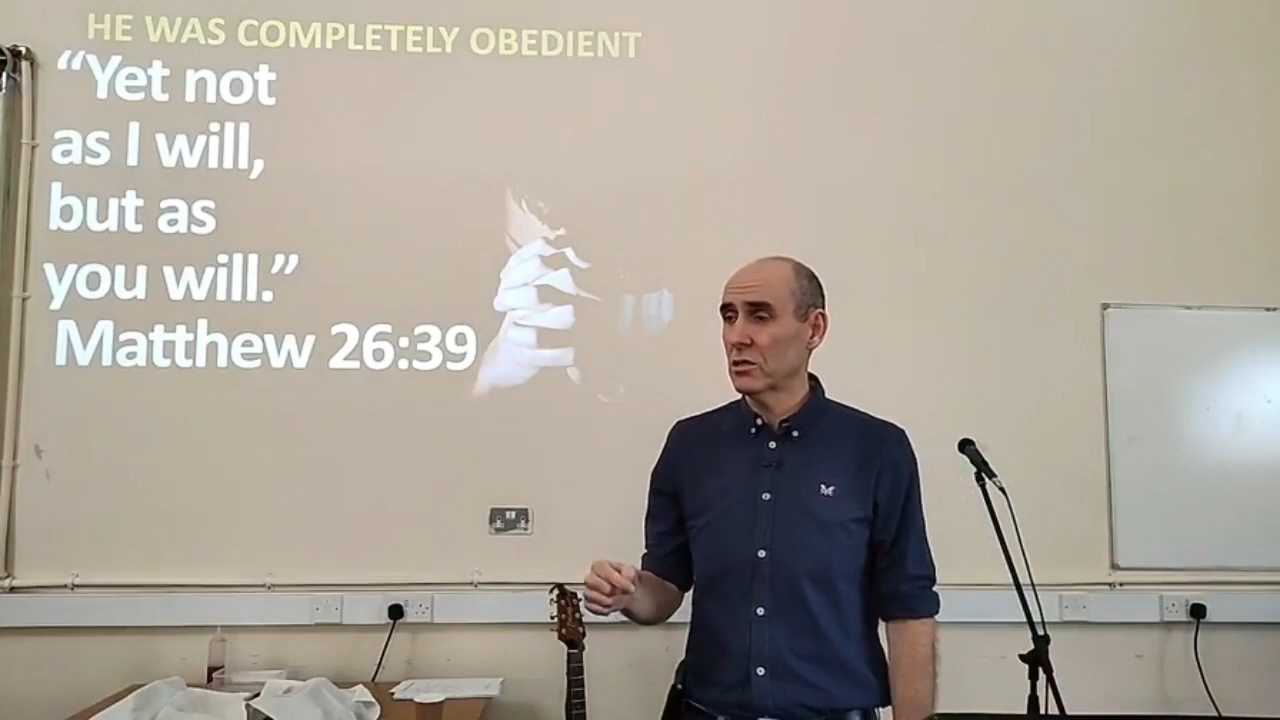 HE WAS COMPLETELY OBEDIENT
“Yet not
as I will,
but as
you will.”
Matthew 26:39